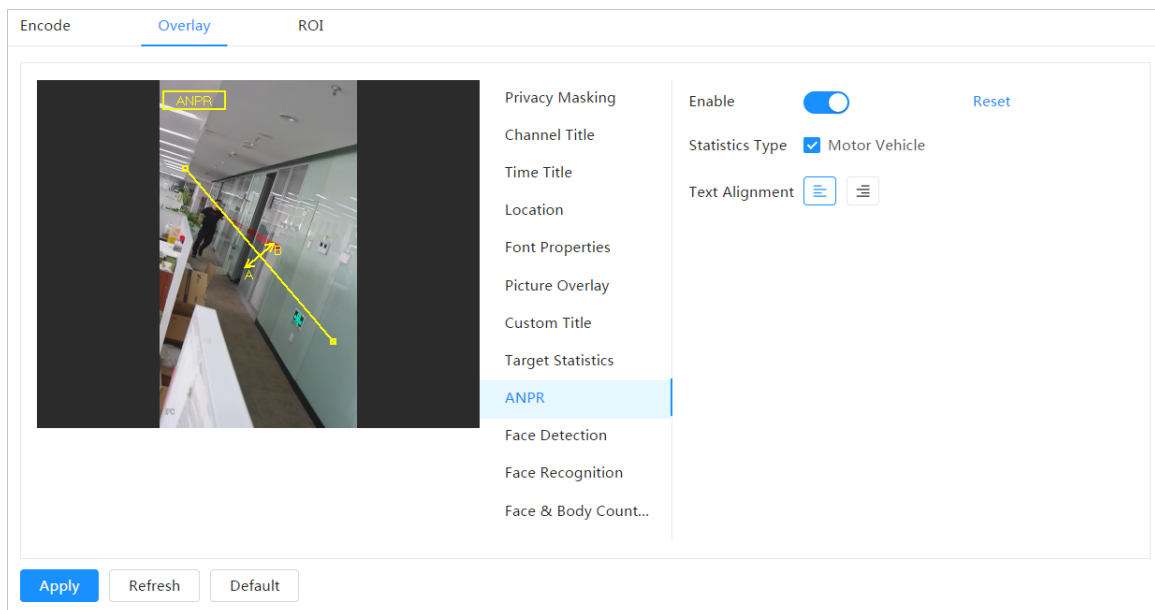 Encode Overlay ROI
ANPR
B
A
IPC
Privacy Masking
Channel Title
Time Title
Location
Font Properties
Picture Overlay
Custom Title
Target Statistics
ANPR
Face Detection
Face Recognition
Face & Body Count...
Enable Reset
Statistics Type Motor Vehicle
Text Alignment
Apply Refresh Default